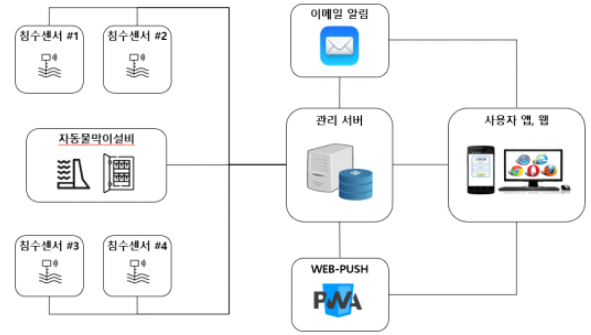 침수센서 #1
침수센서 #2
이메일 알림
자동물막이설비
관리 서버
사용자 앱, 웹
침수센서 #3
침수센서 #4
WEB-PUSH
PWA